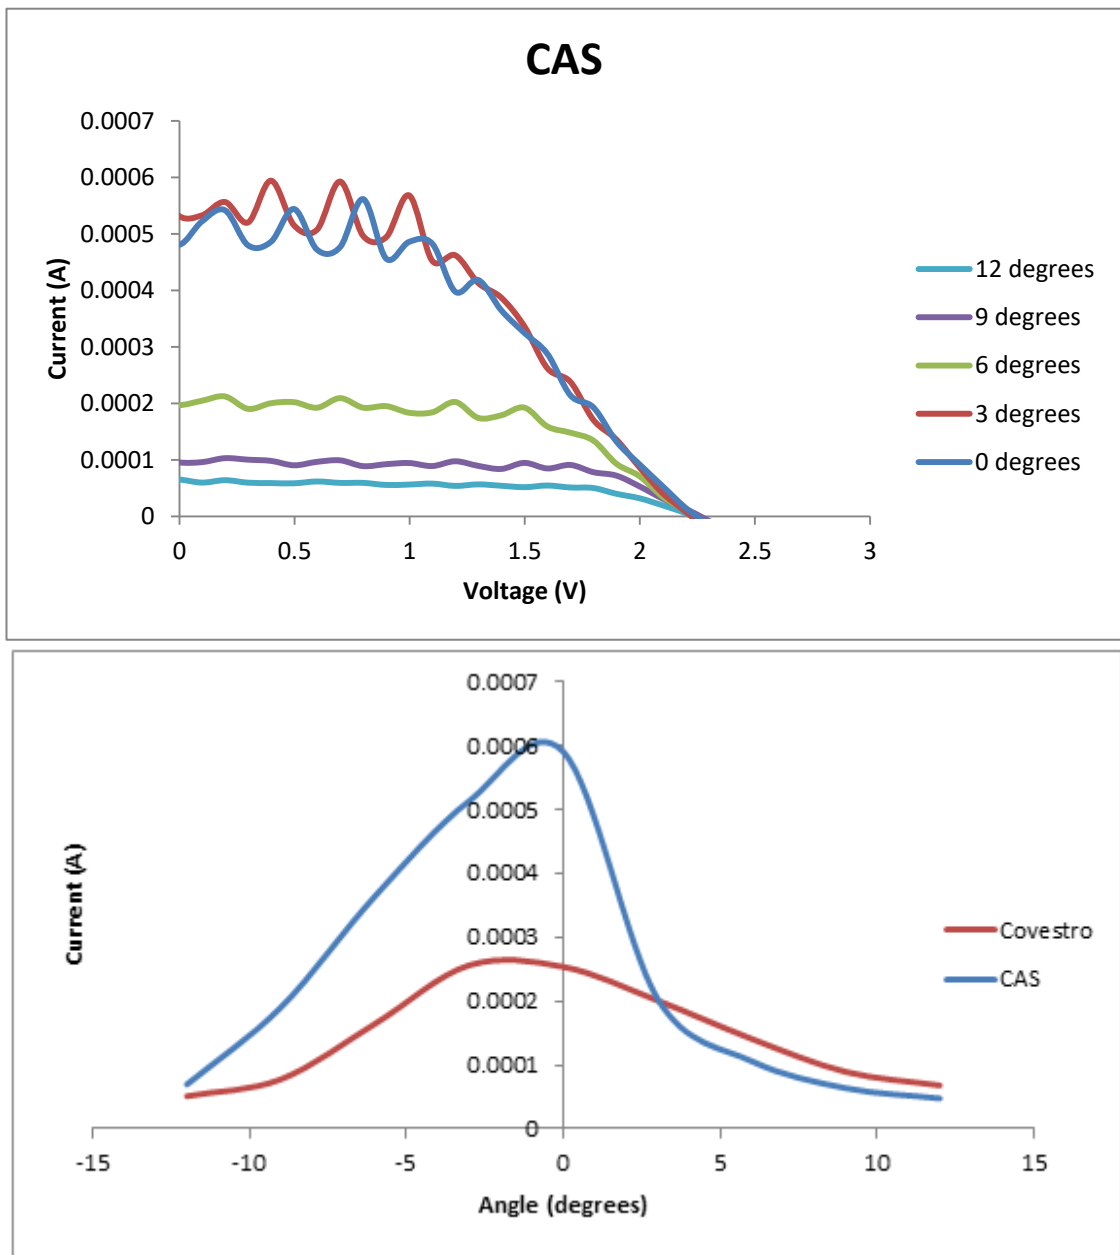 CAS
0.0007
0.0006
0.0005
0.0004
0.0003
0.0002
0.0001
0
Current (A)
0 0.5 1 1.5 2 2.5 3
Voltage (V)
12 degrees
9 degrees
6 degrees
3 degrees
0 degrees
0.0007
0.0006
0.0005
0.0004
0.0003
0.0002
0.0001
0
Current (A)
-15 -10 -5 0 5 10 15
Angle (degrees)
Covestro
CAS